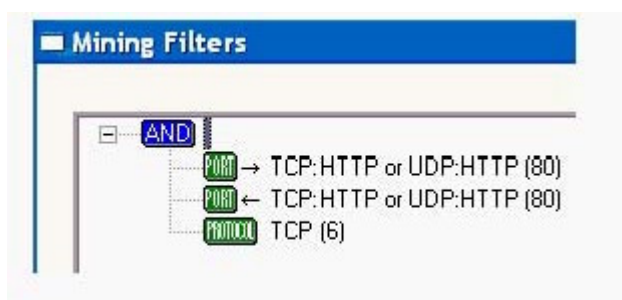 Mining Filters
AND
PORT → TCP:HTTP or UDP:HTTP (80)
PORT ← TCP:HTTP or UDP:HTTP (80)
PROTOCOL TCP (6)